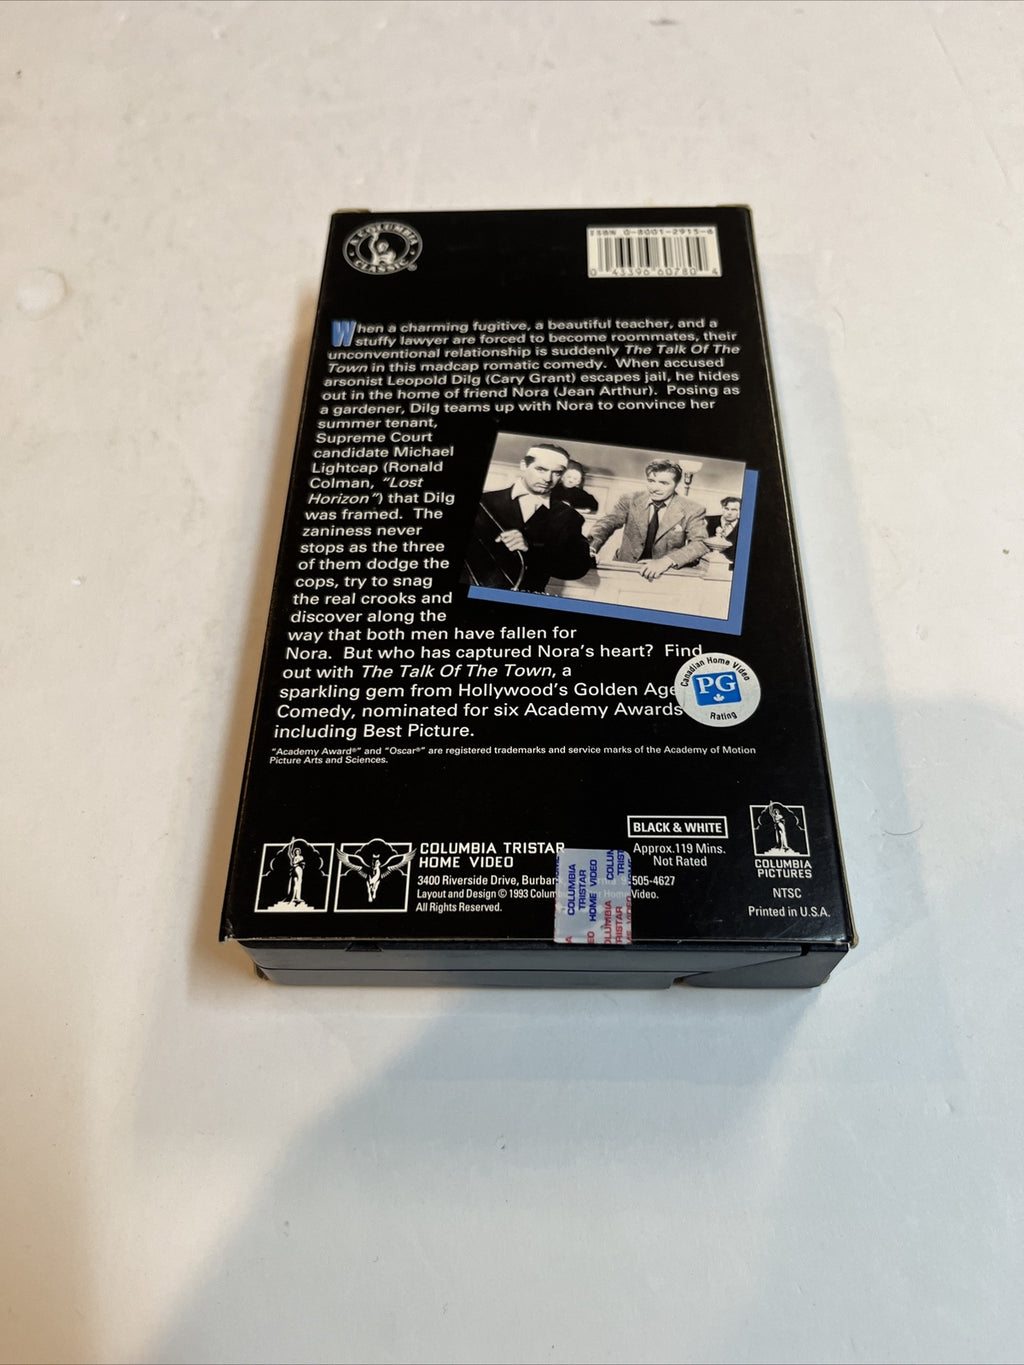 A COLUMBIA CLASSIC ®
ISBN 0-8001-2915-6
0 43396 60780 4
When a charming fugitive, a beautiful teacher, and a
stuffy lawyer are forced to become roommates, their
unconventional relationship is suddenly The Talk Of The
Town in this madcap romatic comedy. When accused
arsonist Leopold Dilg (Cary Grant) escapes jail, he hides
out in the home of friend Nora (Jean Arthur). Posing as
a gardener, Dilg teams up with Nora to convince her
summer tenant,
Supreme Court
candidate Michael
Lightcap (Ronald
Colman, "Lost
Horizon") that Dilg
was framed. The
zaniness never
stops as the three
of them dodge the
cops, try to snag
the real crooks and
discover along the
way that both men have fallen for
Nora. But who has captured Nora's heart? Find
out with The Talk Of The Town, a
sparkling gem from Hollywood's Golden Age
Comedy, nominated for six Academy Awards
including Best Picture.
Canadian Home Video
PG
Rating
"Academy Award®" and "Oscar®" are registered trademarks and service marks of the Academy of Motion
Picture Arts and Sciences.
COLUMBIA TRISTAR
HOME VIDEO
3400 Riverside Drive, Burban 505-4627
Layout and Design © 1993 Colum Home Video.
All Rights Reserved.
COLUMBIA
TRISTAR
HOME VIDEO
BLACK & WHITE
Approx.119 Mins.
Not Rated
COLUMBIA
PICTURES
NTSC
Printed in U.S.A.